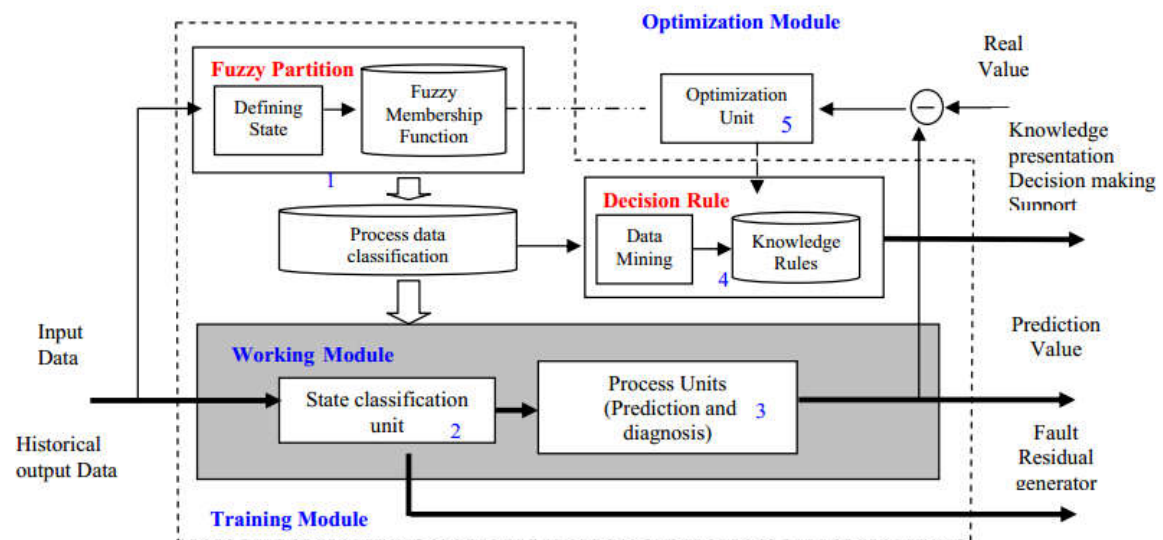 Optimization Module
Real
Value
Fuzzy Partition
Defining
State
Fuzzy
Membership
Function
1
Optimization
Unit
5
Knowledge
presentation
Decision making
Support
Process data
classification
Decision Rule
Data
Mining
4
Knowledge
Rules
Input
Data
Historical
output Data
Working Module
State classification
unit
2
Process Units
(Prediction and
diagnosis)
3
Prediction
Value
Fault
Residual
generator
Training Module